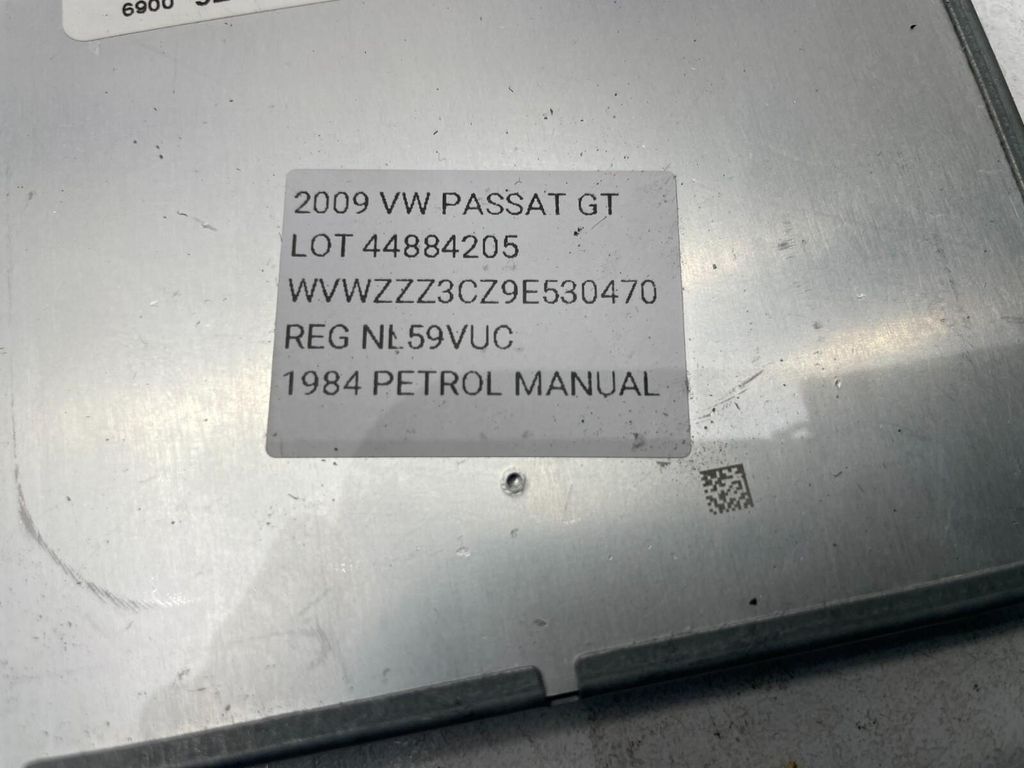 6900
2009 VW PASSAT GT
LOT 44884205
WVWZZZ3CZ9E530470
REG NL59VUC
1984 PETROL MANUAL